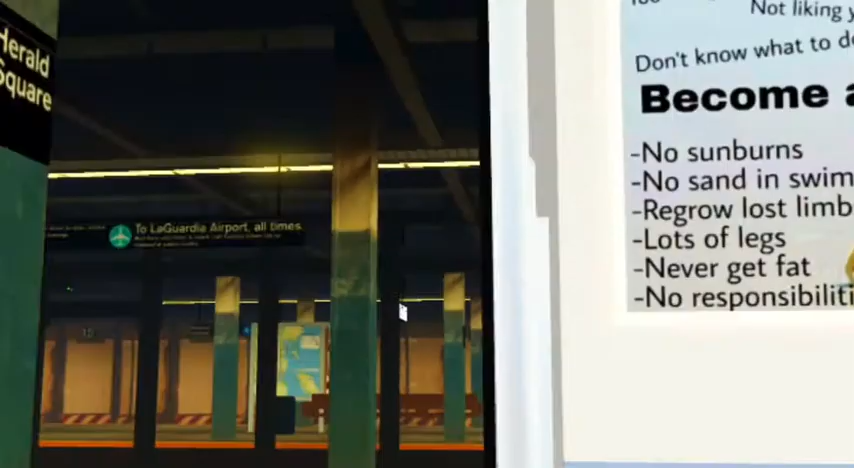 Herald
Square
To LaGuardia Airport, all times
Not liking
Don't know what to
Become
-No sunburns
-No sand in swim
-Regrow lost limb
-Lots of legs
-Never get fat
-No responsibiliti